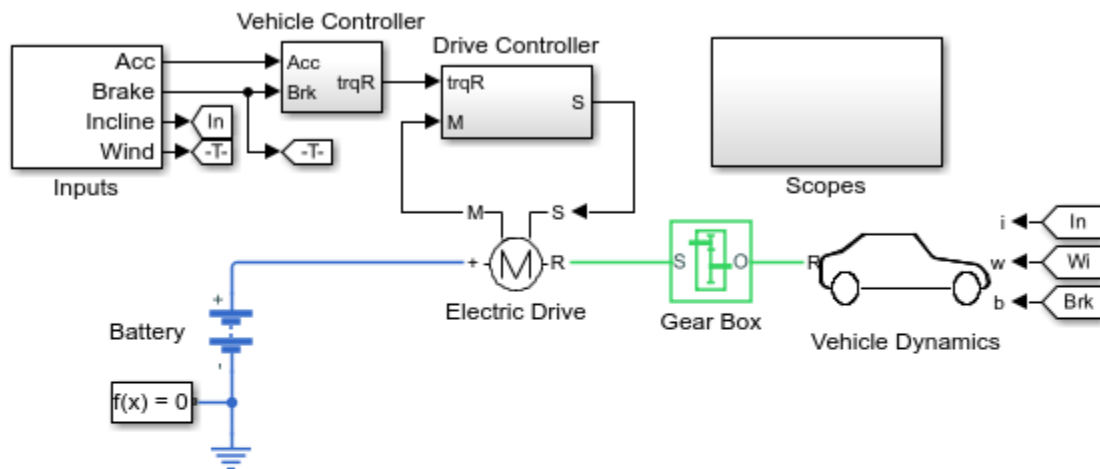 Vehicle Controller
Drive Controller
Acc
Brake
Incline
Wind
Inputs
In
-T-
-T-
Acc
Brk
trqR
trqR
M
S
Scopes
M
S
+
M
R
Electric Drive
S
O
Gear Box
R
i
w
b
In
Wi
Brk
Vehicle Dynamics
+
Battery
-
f(x) = 0